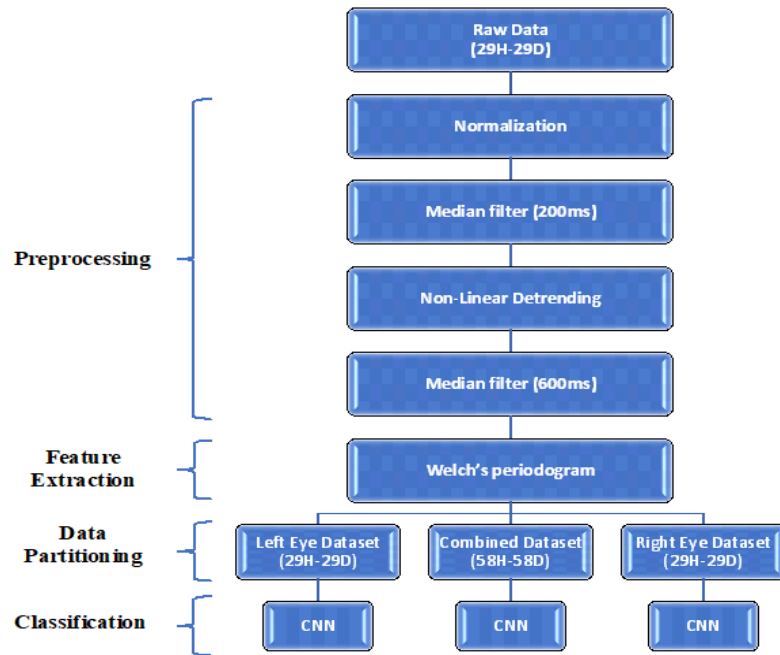 Raw Data
(29H-29D)
Preprocessing
Normalization
Median filter (200ms)
Non-Linear Detrending
Median filter (600ms)
Feature
Extraction
Welch's periodogram
Data
Partitioning
Left Eye Dataset
(29H-29D)
Combined Dataset
(58H-58D)
Right Eye Dataset
(29H-29D)
Classification
CNN
CNN
CNN